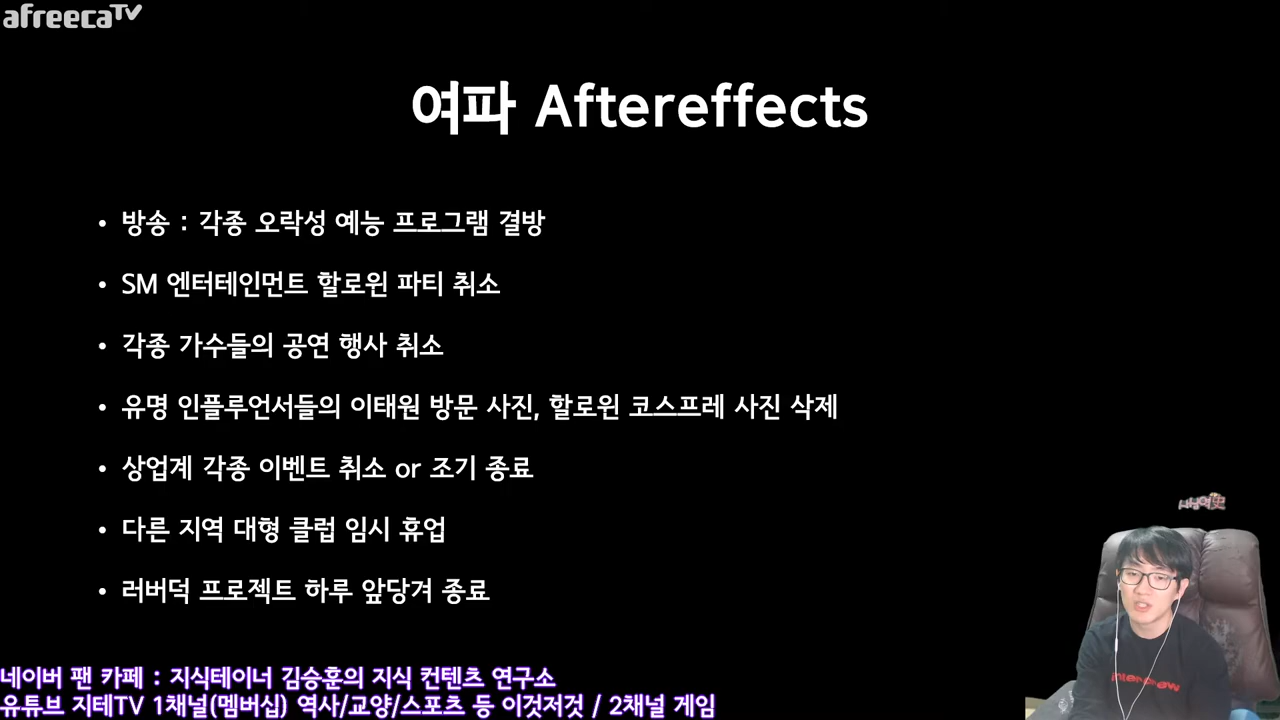 afreecaTV
여파 Aftereffects
• 방송 : 각종 오락성 예능 프로그램 결방
• SM 엔터테인먼트 할로윈 파티 취소
• 각종 가수들의 공연 행사 취소
• 유명 인플루언서들의 이태원 방문 사진, 할로윈 코스프레 사진 삭제
• 상업계 각종 이벤트 취소 or 조기 종료
• 다른 지역 대형 클럽 임시 휴업
• 러버덕 프로젝트 하루 앞당겨 종료
네이버 팬 카페 : 지식테이너 김승훈의 지식 컨텐츠 연구소
유튜브 지테TV 1채널(멤버십) 역사/교양/스포츠 등 이것저것 / 2채널 게임